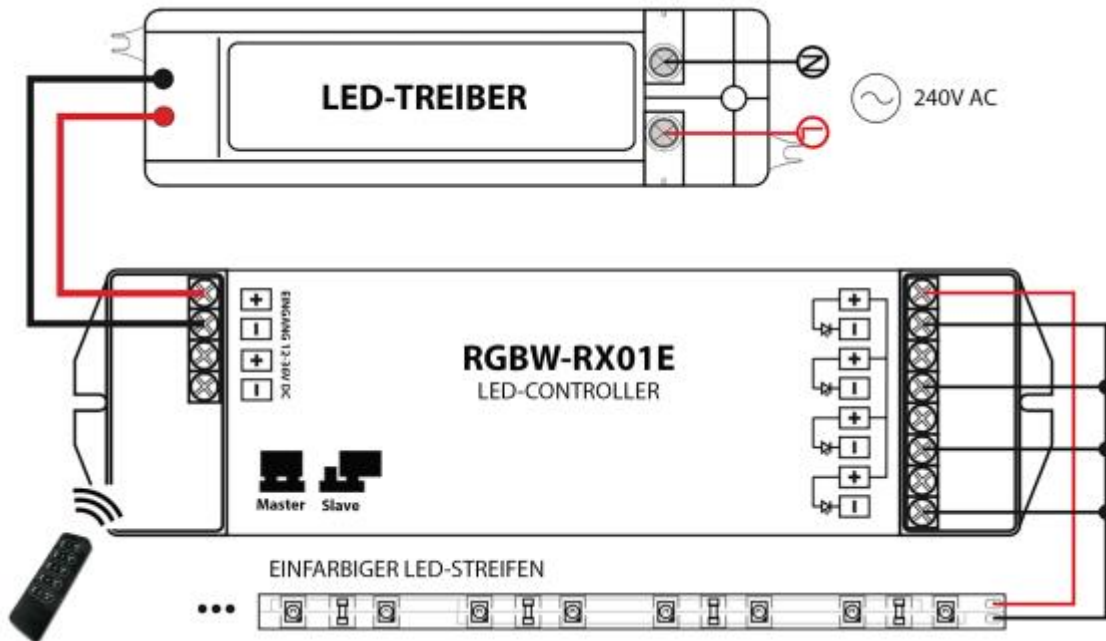 LED-TREIBER
N
L
240V AC
+
−
+
−
EINGANG 12-36V DC
RGBW-RX01E
LED-CONTROLLER
+
−
+
−
+
−
+
−
Master Slave
EINFARBIGER LED-STREIFEN